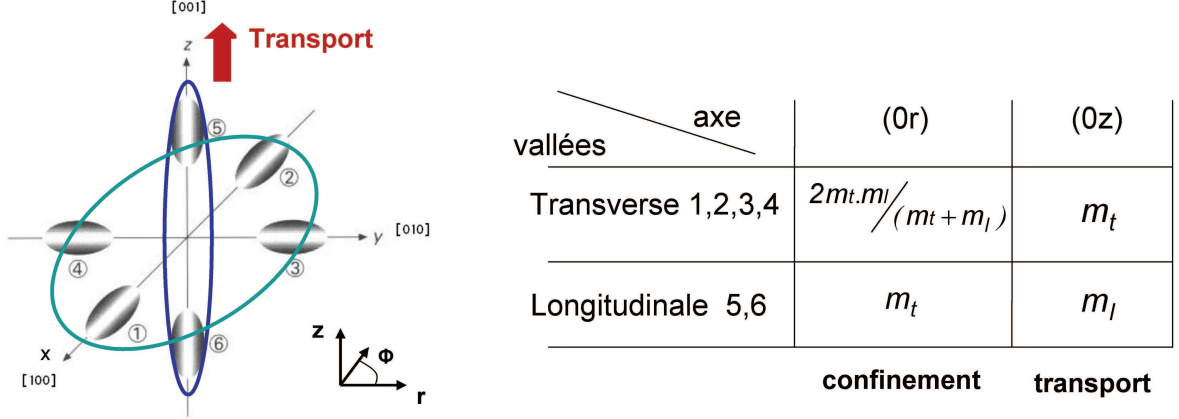 [001]
z
Transport
⑤
②
y [010]
④
③
①
⑥
x
[100]
z
Φ
r
axe
vallées
(0r)
(0z)
Transverse 1,2,3,4
2mt.ml/(mt + ml)
mt
Longitudinale 5,6
mt
ml
confinement
transport